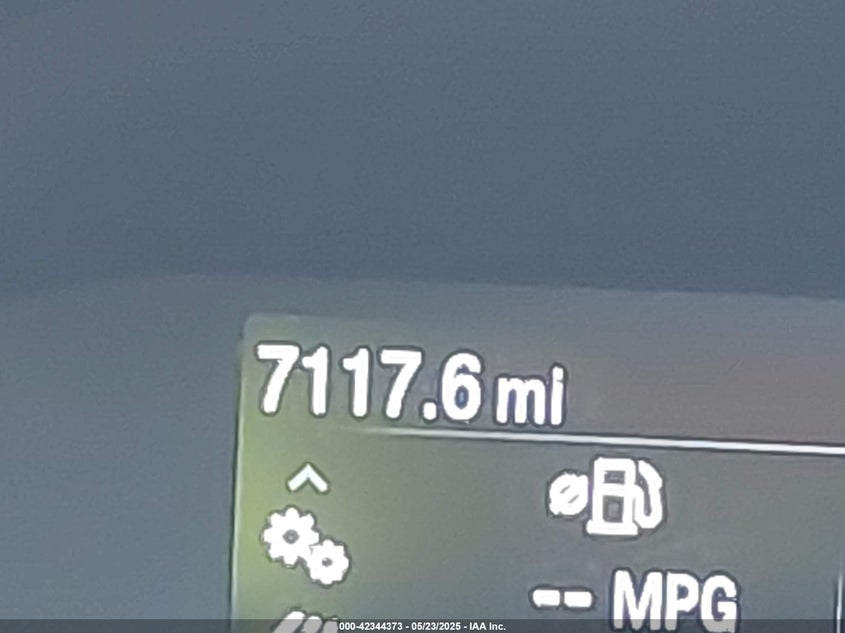 7117.6 mi
-- MPG
000-42344373 - 05/23/2025 - IAA Inc.